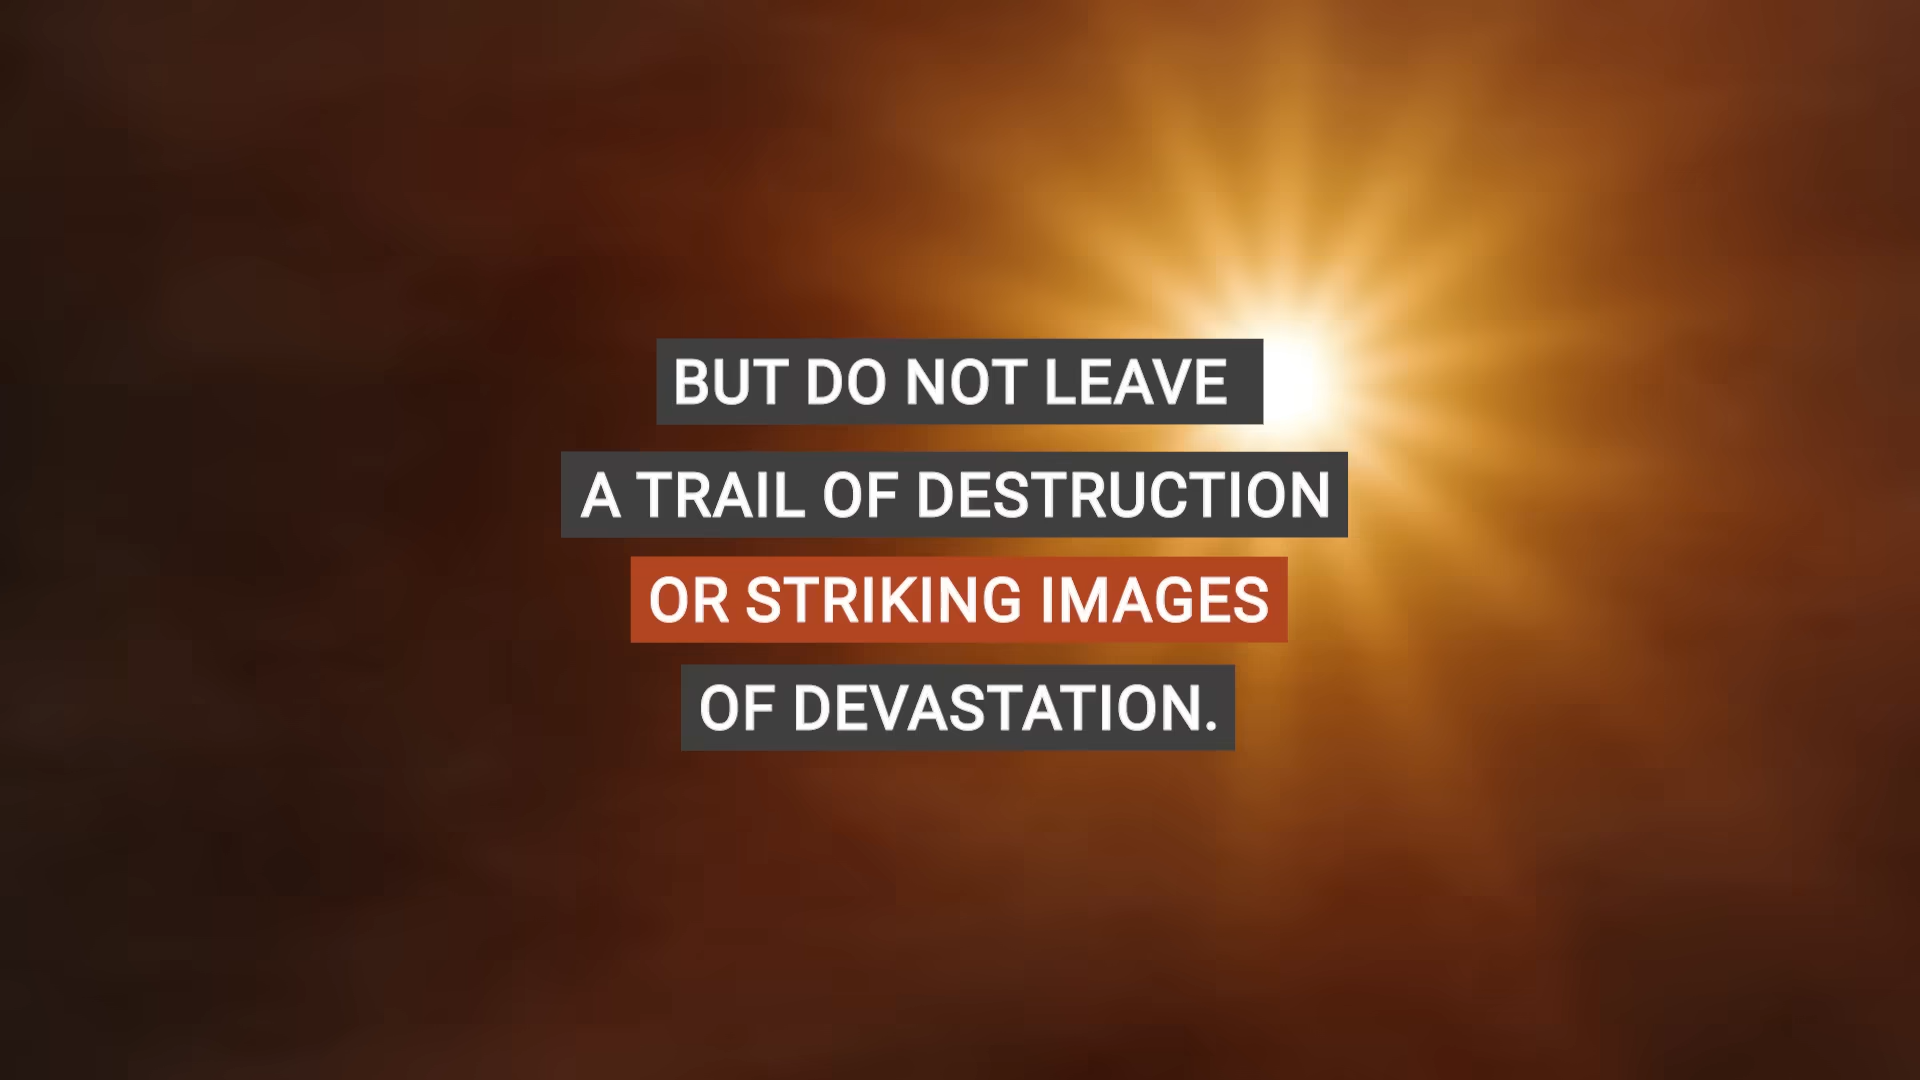 BUT DO NOT LEAVE
A TRAIL OF DESTRUCTION
OR STRIKING IMAGES
OF DEVASTATION.